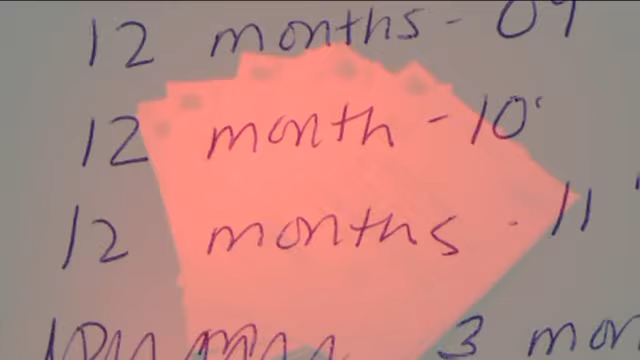 12 months - 09
12 month - 10'
12 months - 11'
3 mon